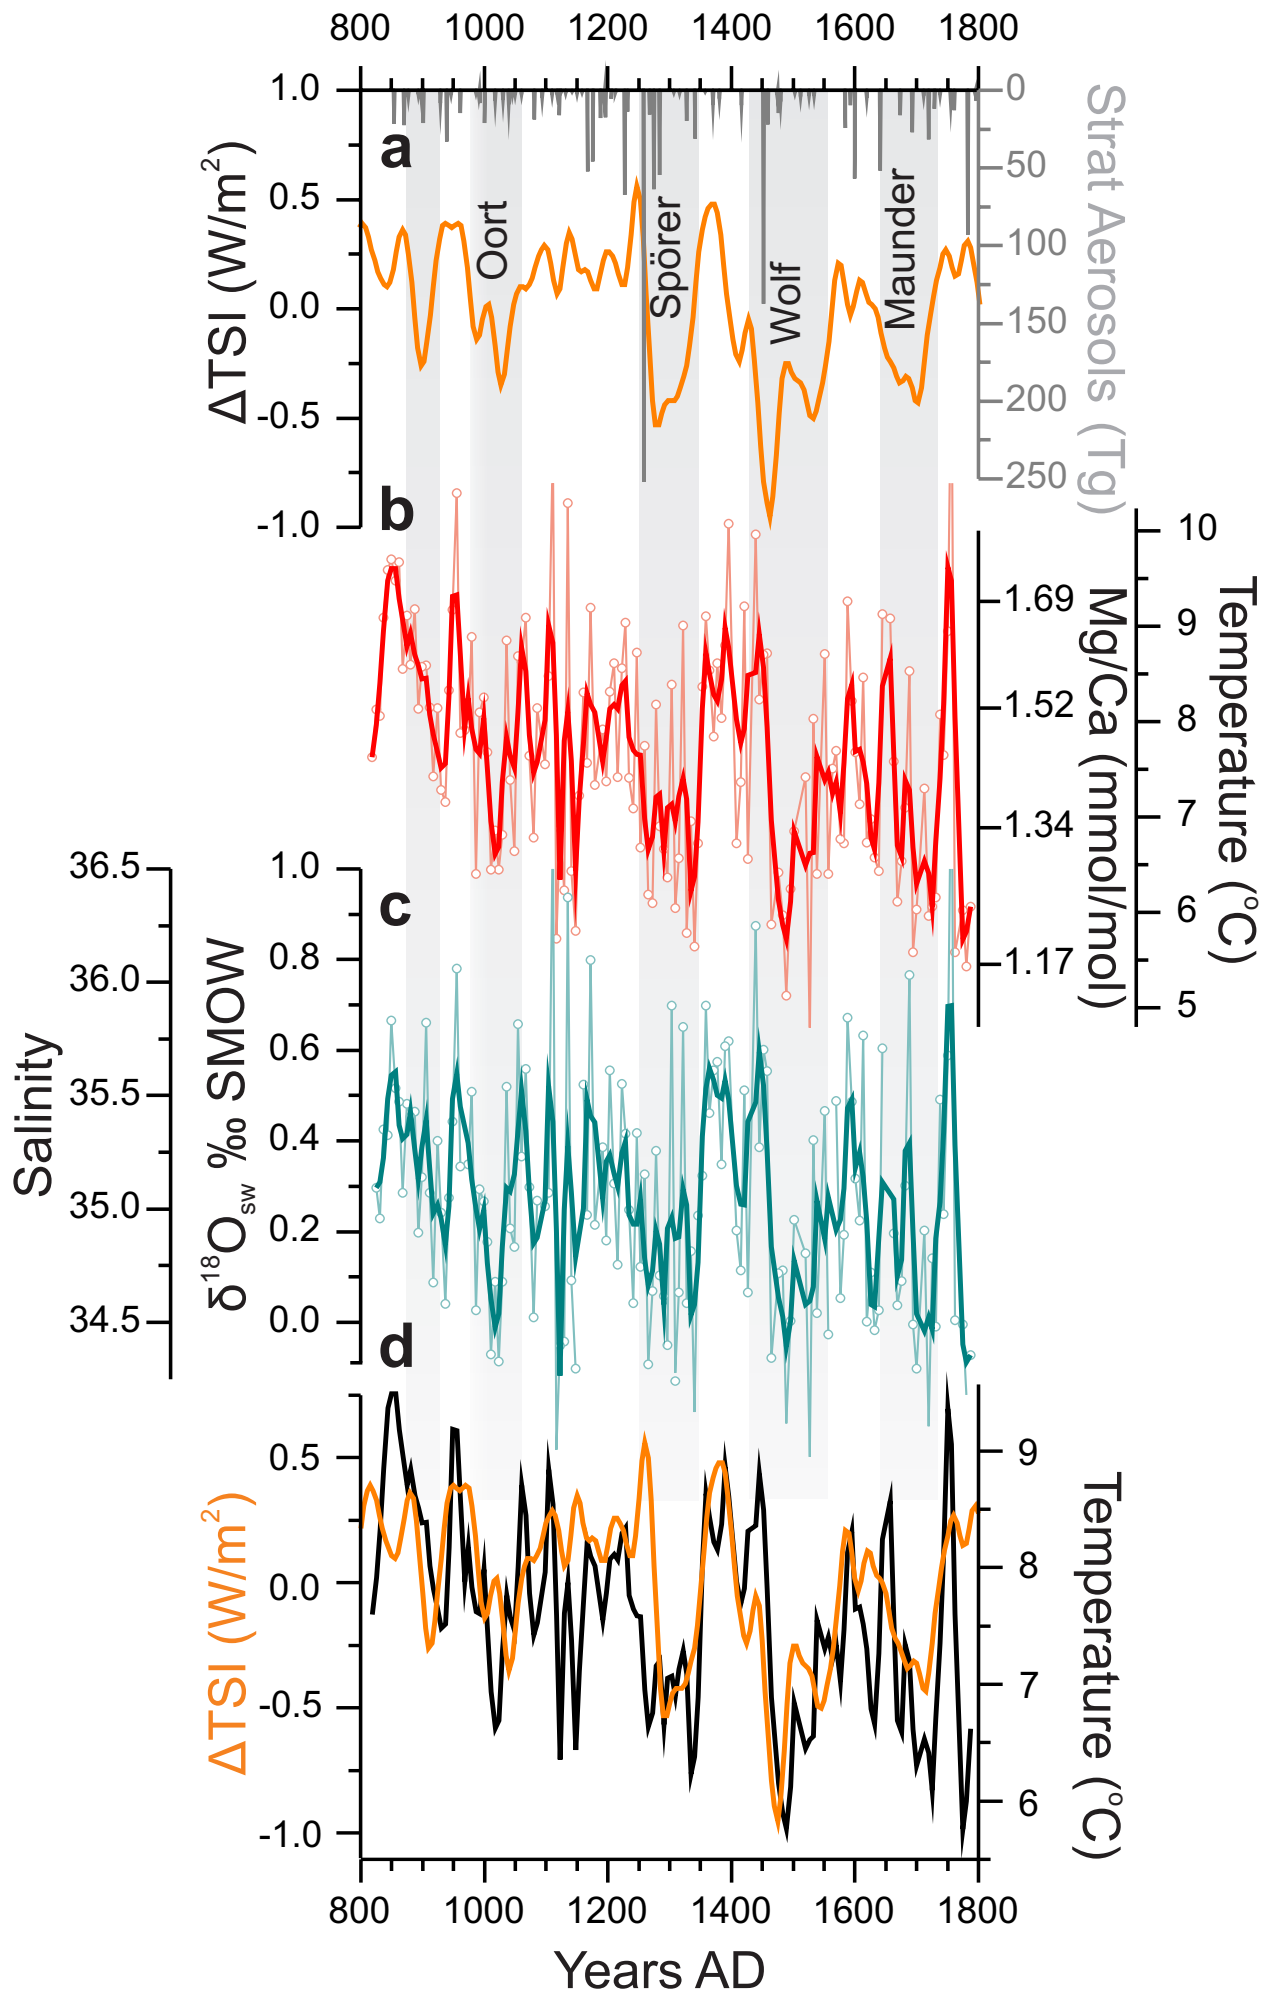 800 1000 1200 1400 1600 1800
a
1.0
0.5
0.0
-0.5
-1.0
ΔTSI (W/m²)
Oort
Spörer
Wolf
Maunder
0
-50
-100
-150
-200
-250
Strat Aerosols (Tg)
b
1.69
1.52
1.34
1.17
Mg/Ca (mmol/mol)
10
9
8
7
6
5
Temperature (°C)
c
36.5
36.0
35.5
35.0
34.5
Salinity
1.0
0.8
0.6
0.4
0.2
0.0
δ¹⁸Osw ‰ SMOW
d
0.5
0.0
-0.5
-1.0
ΔTSI (W/m²)
9
8
7
6
Temperature (°C)
800 1000 1200 1400 1600 1800
Years AD